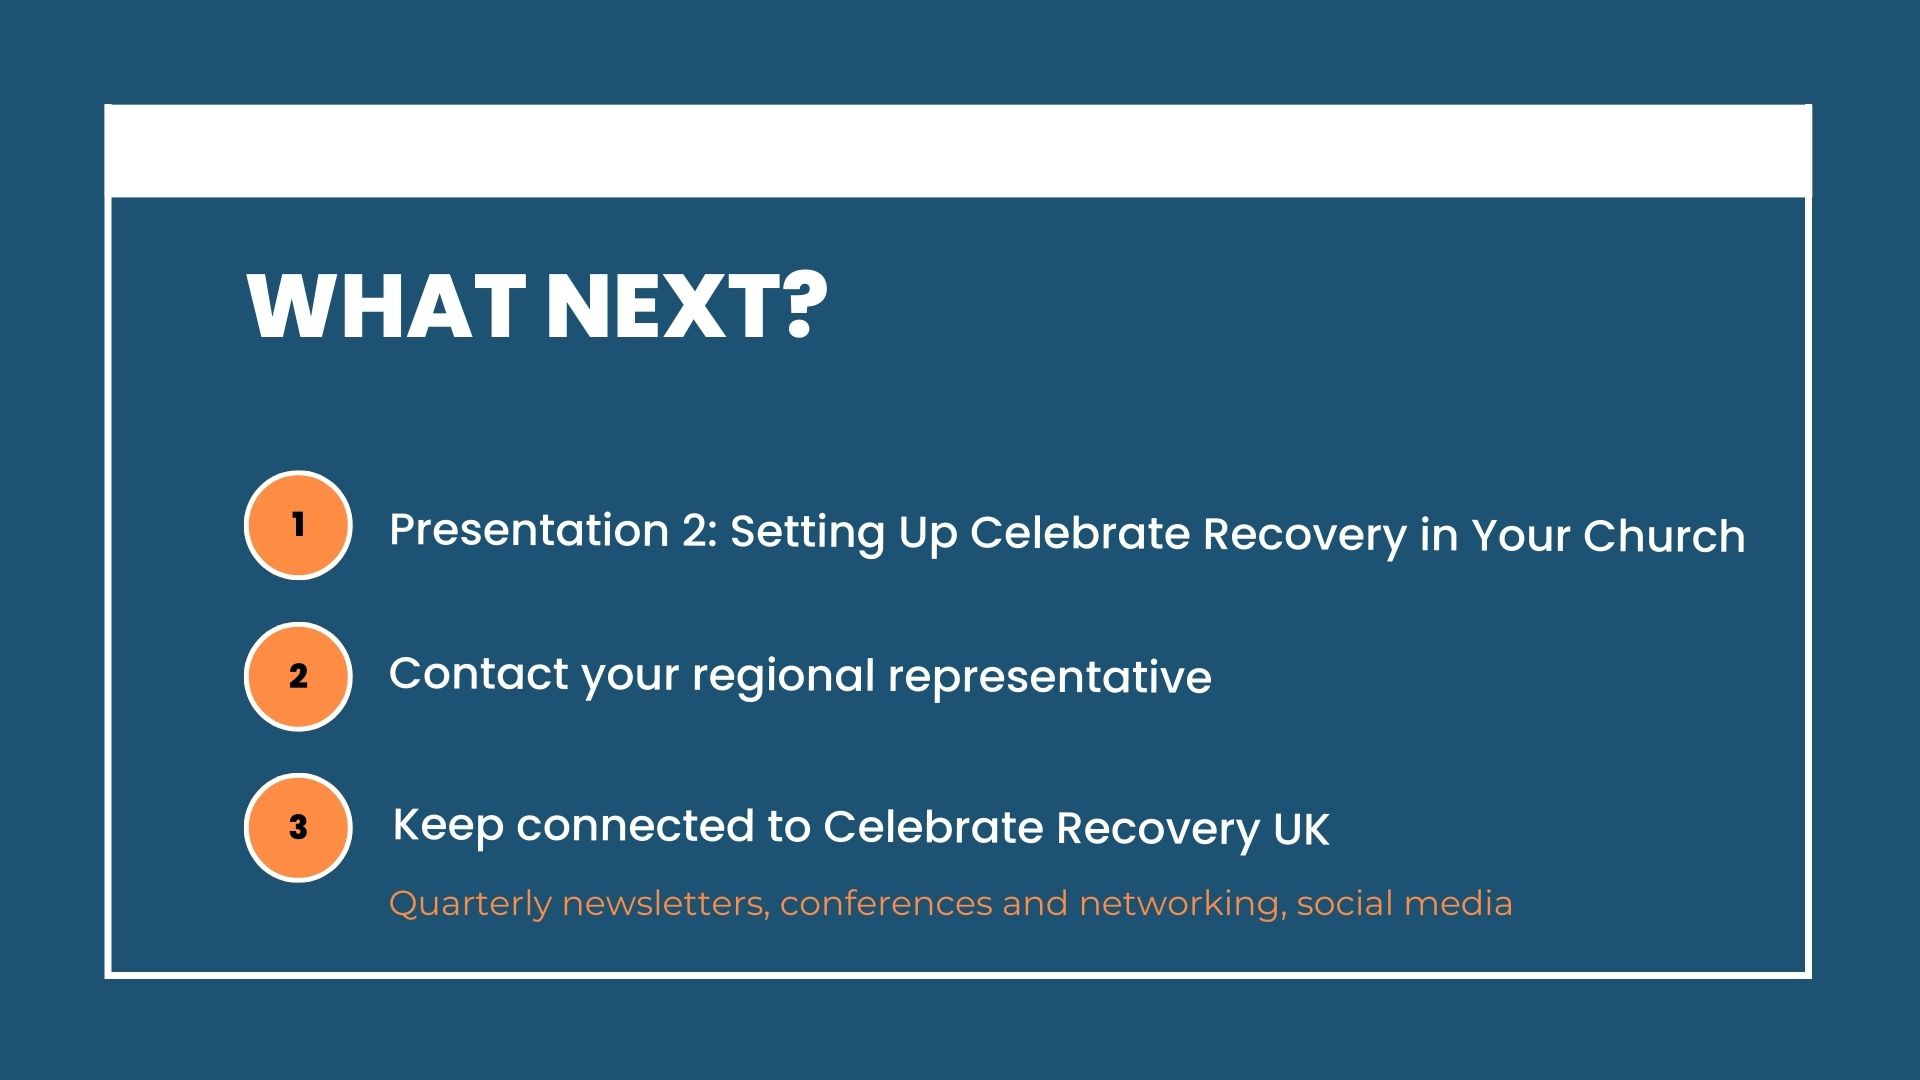 WHAT NEXT?
1 Presentation 2: Setting Up Celebrate Recovery in Your Church
2 Contact your regional representative
3 Keep connected to Celebrate Recovery UK
Quarterly newsletters, conferences and networking, social media